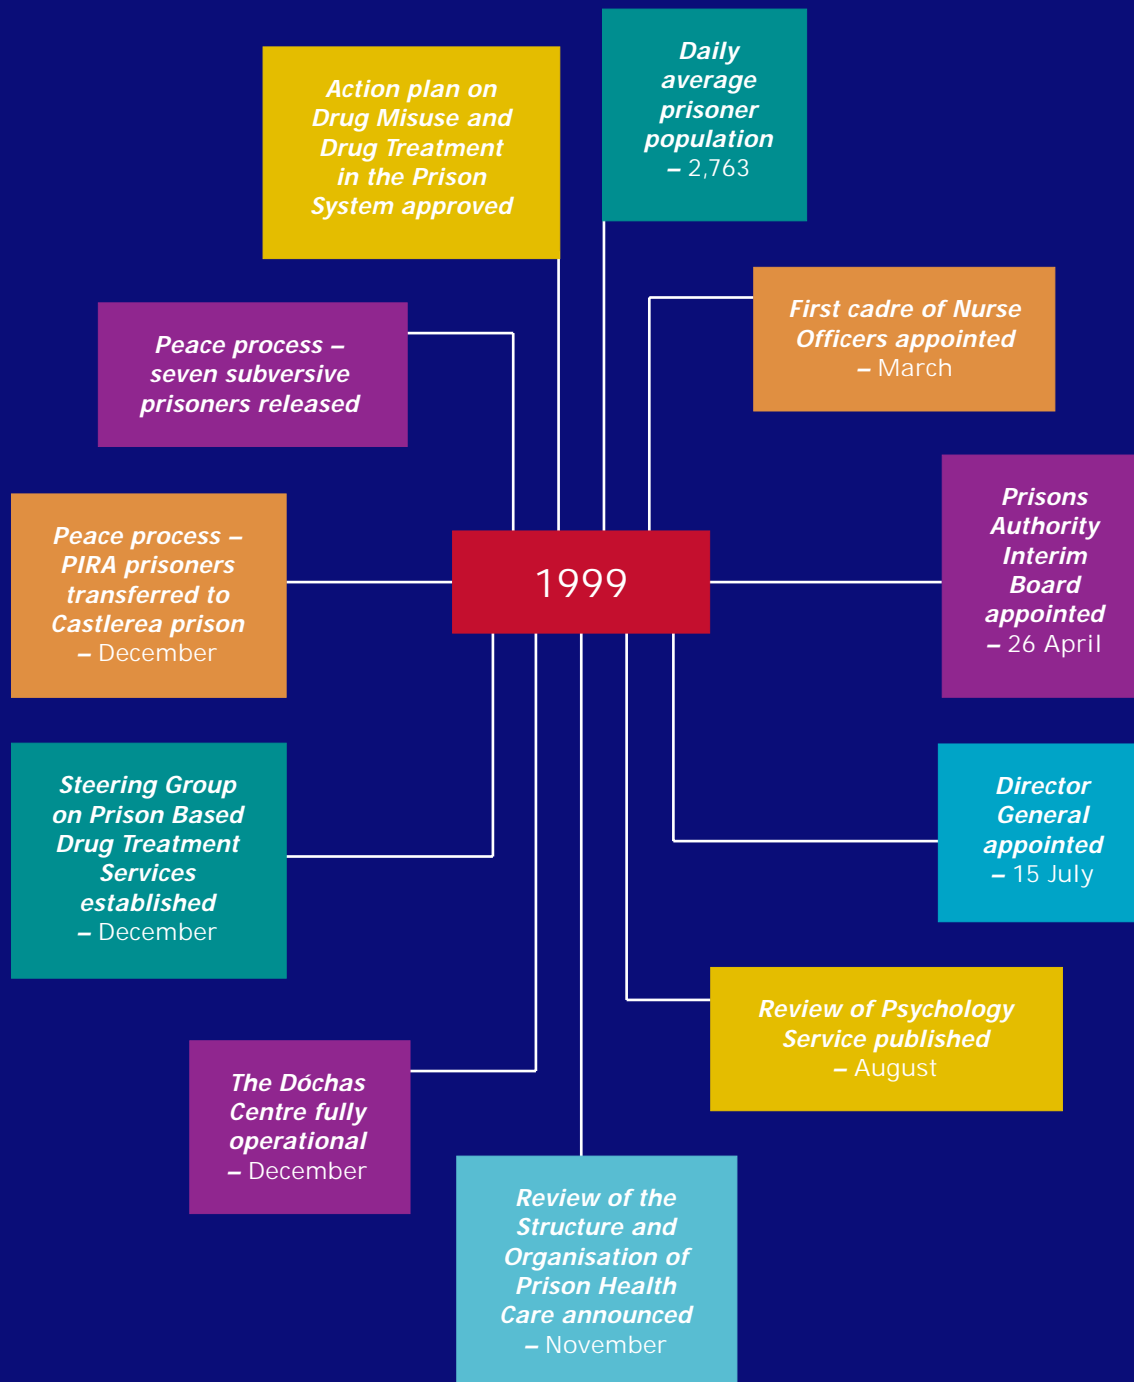 Daily
average
prisoner
population
– 2,763
Action plan on
Drug Misuse and
Drug Treatment
in the Prison
System approved
First cadre of Nurse
Officers appointed
– March
Peace process –
seven subversive
prisoners released
Prisons
Authority
Interim
Board
appointed
– 26 April
Peace process –
PIRA prisoners
transferred to
Castlerea prison
– December
1999
Steering Group
on Prison Based
Drug Treatment
Services
established
– December
Director
General
appointed
– 15 July
Review of Psychology
Service published
– August
The Dóchas
Centre fully
operational
– December
Review of the
Structure and
Organisation of
Prison Health
Care announced
– November